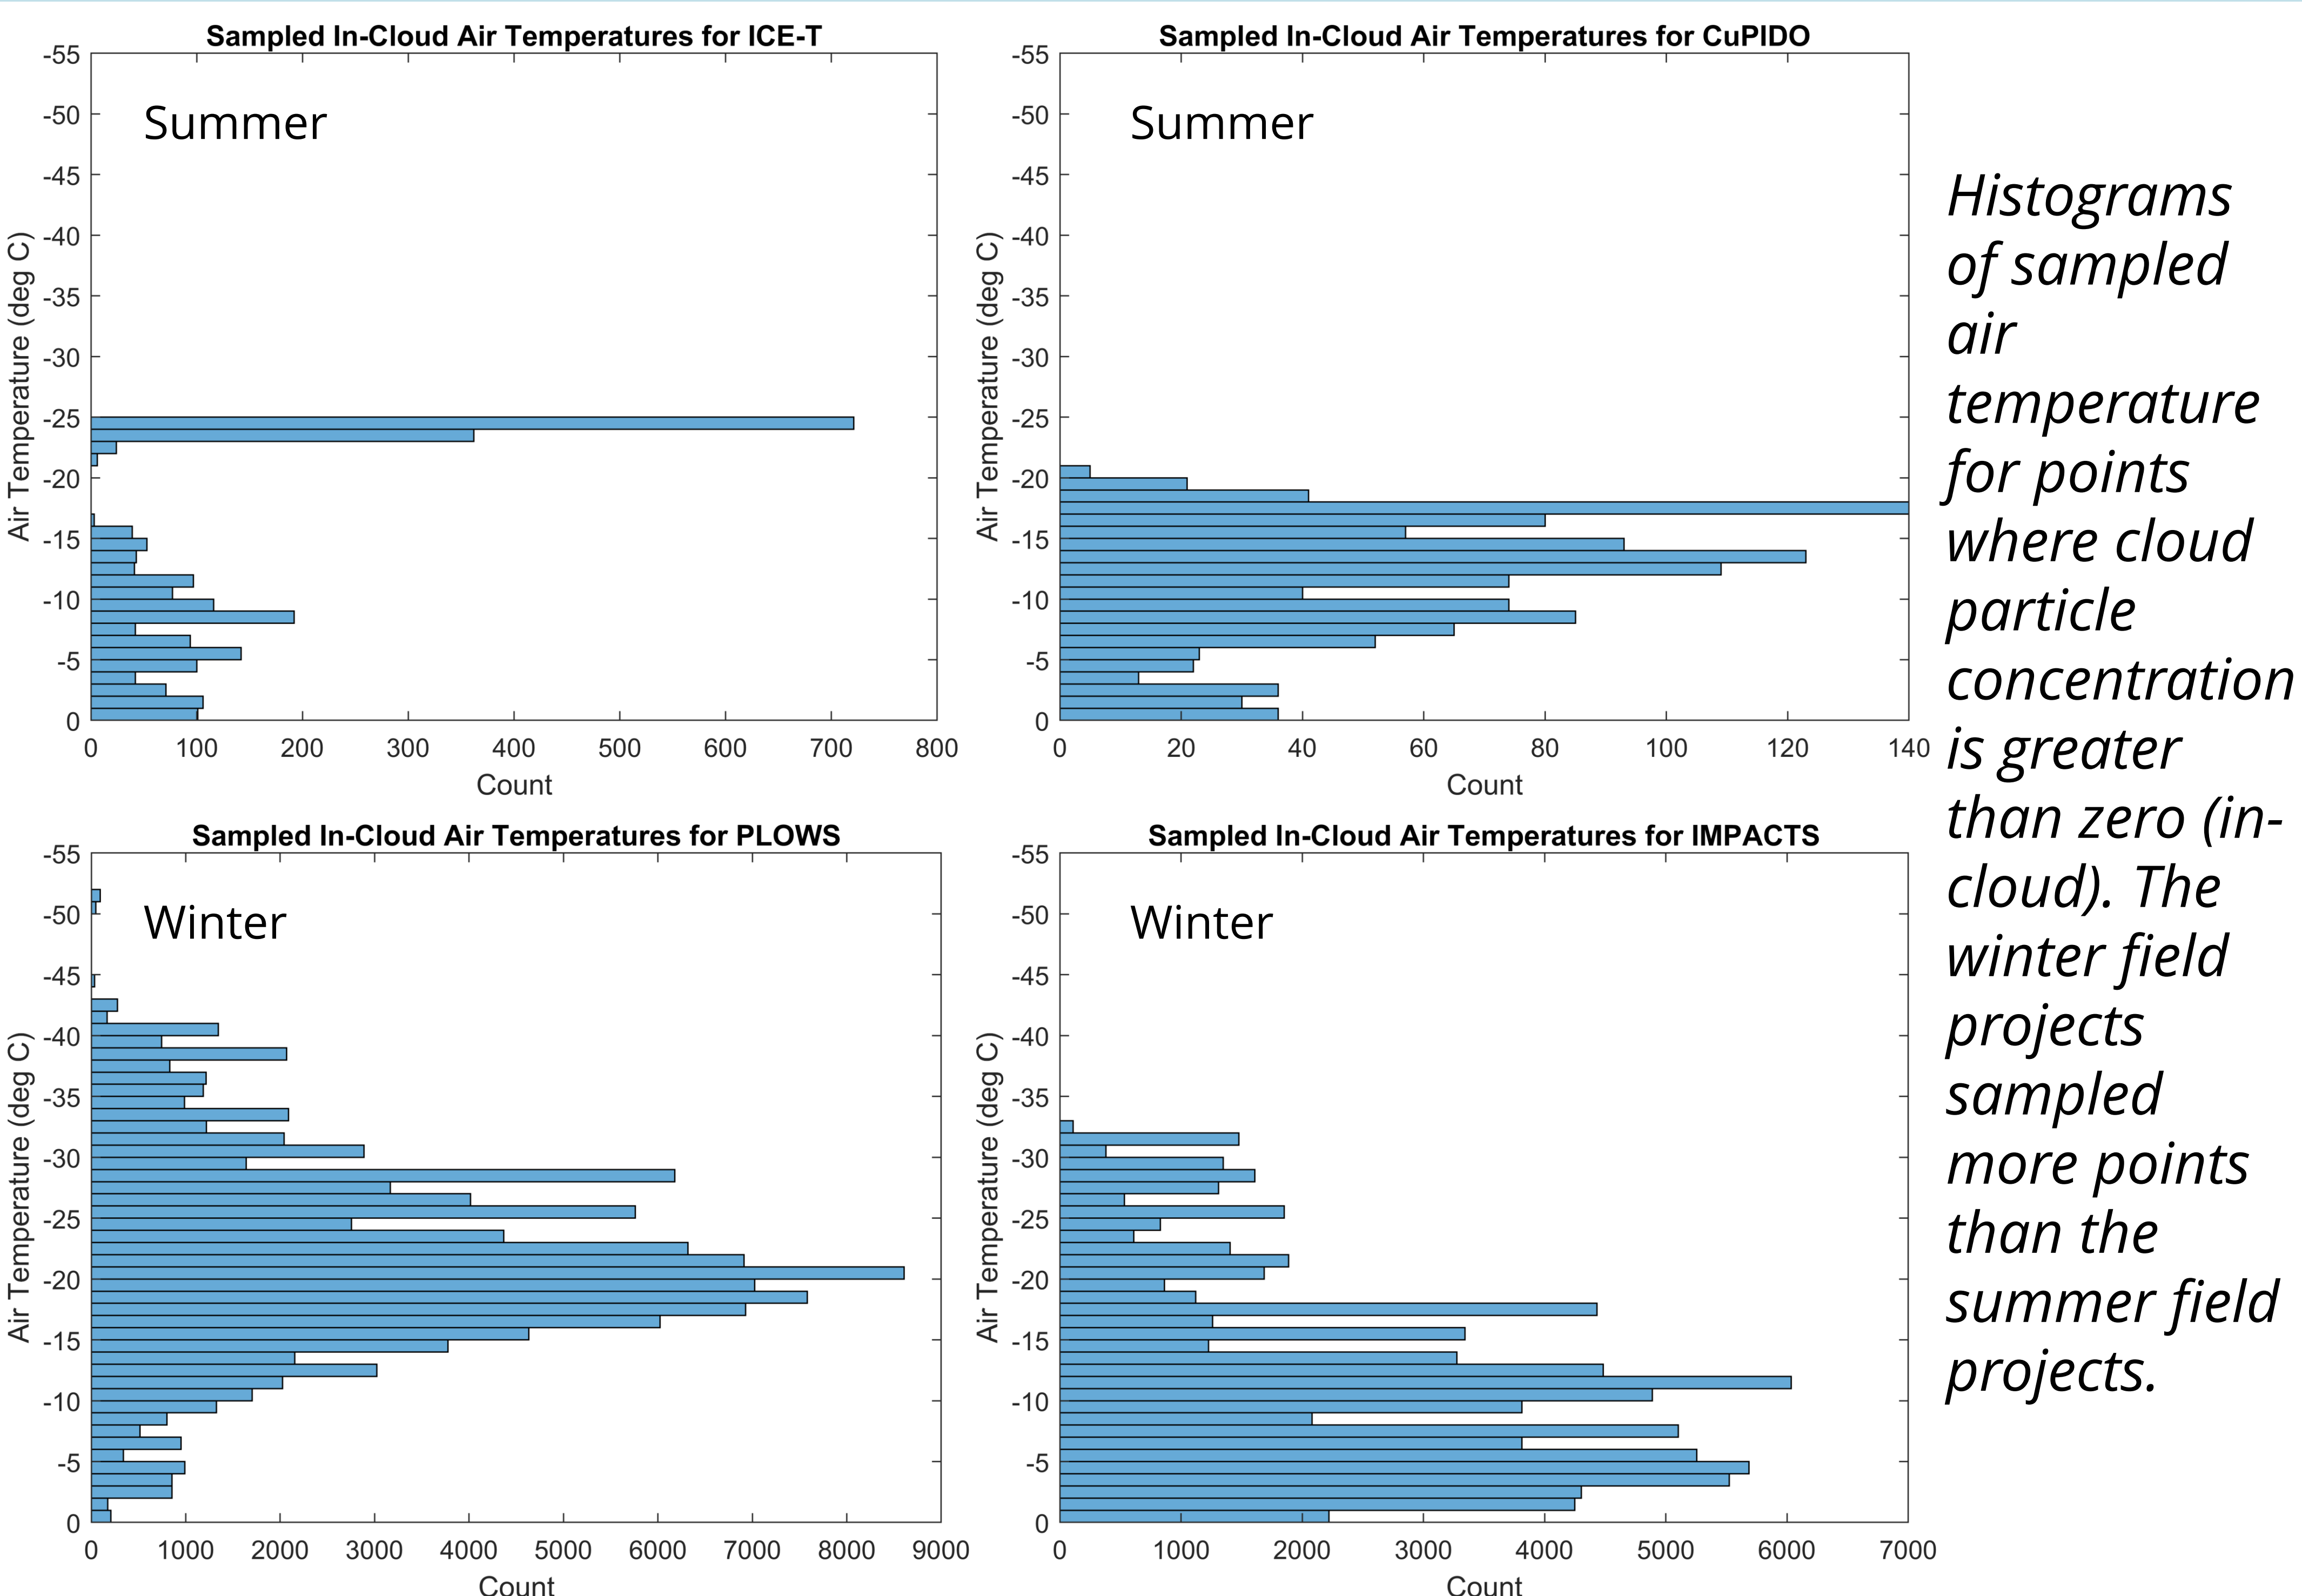 Sampled In-Cloud Air Temperatures for ICE-T
-55
-50
-45
-40
-35
-30
-25
-20
-15
-10
-5
0
Air Temperature (deg C)
Summer
0 100 200 300 400 500 600 700 800
Count
Sampled In-Cloud Air Temperatures for CuPIDO
-55
-50
-45
-40
-35
-30
-25
-20
-15
-10
-5
0
Air Temperature (deg C)
Summer
0 20 40 60 80 100 120 140
Count
Sampled In-Cloud Air Temperatures for PLOWS
-55
-50
-45
-40
-35
-30
-25
-20
-15
-10
-5
0
Air Temperature (deg C)
Winter
0 1000 2000 3000 4000 5000 6000 7000 8000 9000
Count
Sampled In-Cloud Air Temperatures for IMPACTS
-55
-50
-45
-40
-35
-30
-25
-20
-15
-10
-5
0
Air Temperature (deg C)
Winter
0 1000 2000 3000 4000 5000 6000 7000
Count
Histograms
of sampled
air
temperature
for points
where cloud
particle
concentration
is greater
than zero (in-
cloud). The
winter field
projects
sampled
more points
than the
summer field
projects.